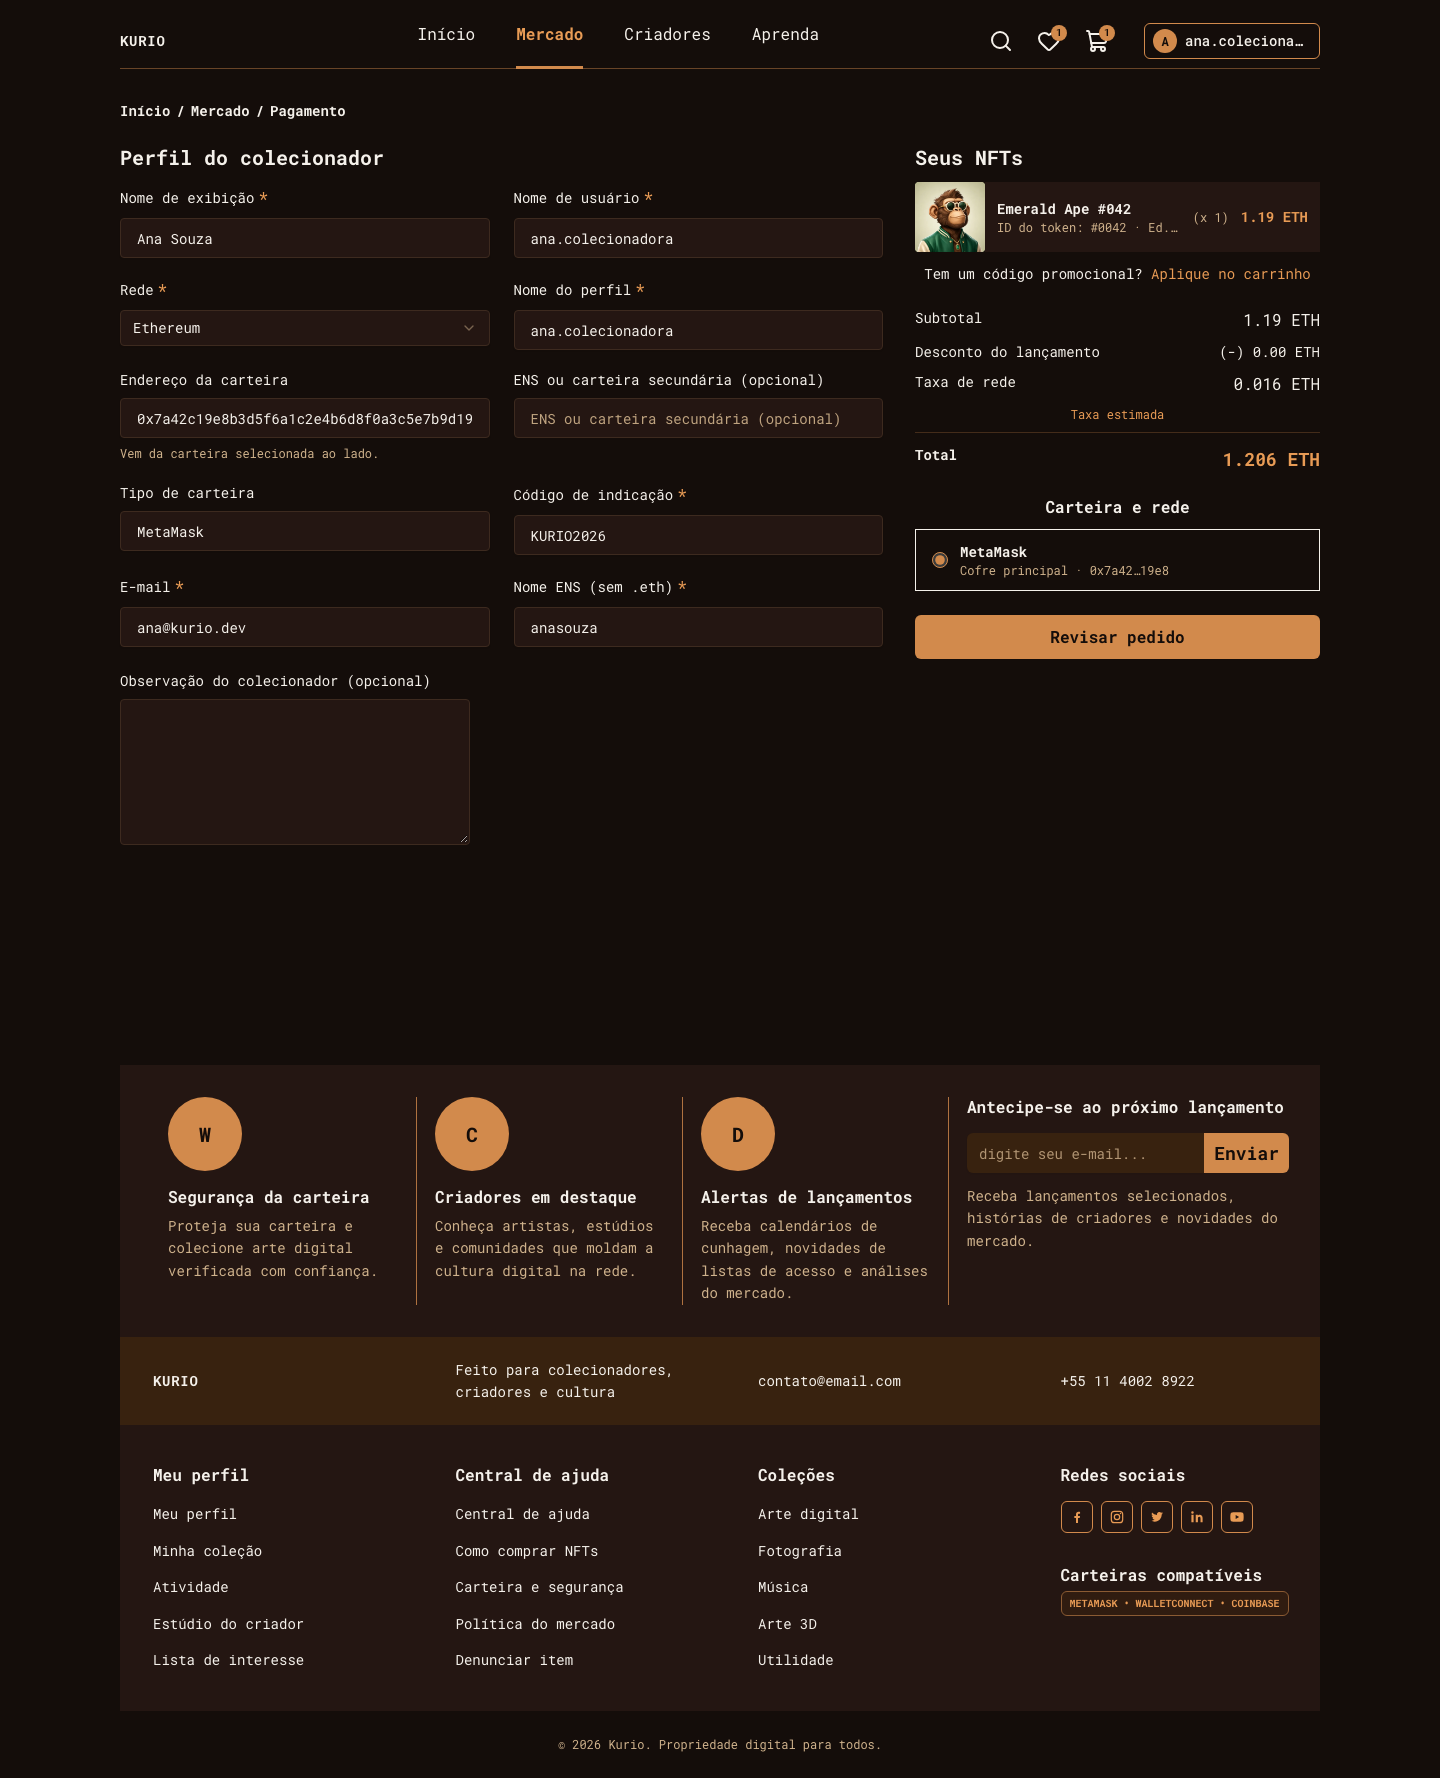 KURIO
Início
Mercado
Criadores
Aprenda
1
1
A
ana.coleciona…
Início / Mercado / Pagamento
Perfil do colecionador
Nome de exibição *
Ana Souza
Nome de usuário *
ana.colecionadora
Rede *
Ethereum
Nome do perfil *
ana.colecionadora
Endereço da carteira
0x7a42c19e8b3d5f6a1c2e4b6d8f0a3c5e7b9d19
Vem da carteira selecionada ao lado.
ENS ou carteira secundária (opcional)
ENS ou carteira secundária (opcional)
Tipo de carteira
MetaMask
Código de indicação *
KURIO2026
E-mail *
ana@kurio.dev
Nome ENS (sem .eth) *
anasouza
Observação do colecionador (opcional)
Seus NFTs
Emerald Ape #042
ID do token: #0042 · Ed.…
(x 1)
1.19 ETH
Tem um código promocional? Aplique no carrinho
Subtotal
1.19 ETH
Desconto do lançamento
(-) 0.00 ETH
Taxa de rede
0.016 ETH
Taxa estimada
Total
1.206 ETH
Carteira e rede
MetaMask
Cofre principal · 0x7a42…19e8
Revisar pedido
W
Segurança da carteira
Proteja sua carteira e
colecione arte digital
verificada com confiança.
C
Criadores em destaque
Conheça artistas, estúdios
e comunidades que moldam a
cultura digital na rede.
D
Alertas de lançamentos
Receba calendários de
cunhagem, novidades de
listas de acesso e análises
do mercado.
Antecipe-se ao próximo lançamento
digite seu e-mail...
Enviar
Receba lançamentos selecionados,
histórias de criadores e novidades do
mercado.
KURIO
Feito para colecionadores,
criadores e cultura
contato@email.com
+55 11 4002 8922
Meu perfil
Meu perfil
Minha coleção
Atividade
Estúdio do criador
Lista de interesse
Central de ajuda
Central de ajuda
Como comprar NFTs
Carteira e segurança
Política do mercado
Denunciar item
Coleções
Arte digital
Fotografia
Música
Arte 3D
Utilidade
Redes sociais
Carteiras compatíveis
METAMASK • WALLETCONNECT • COINBASE
© 2026 Kurio. Propriedade digital para todos.